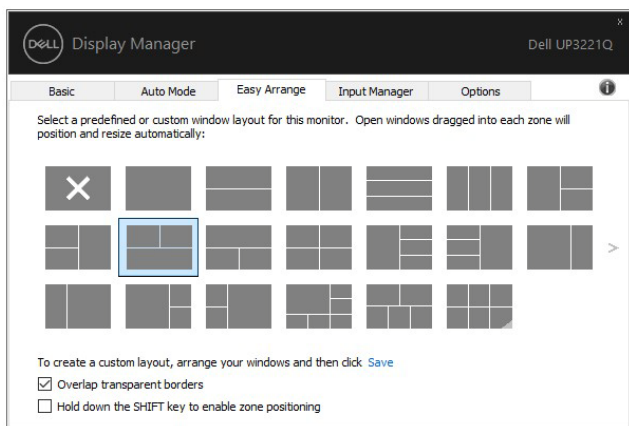 DELL Display Manager
x
Dell UP3221Q
Basic Auto Mode Easy Arrange Input Manager Options
Select a predefined or custom window layout for this monitor. Open windows dragged into each zone will
position and resize automatically:
To create a custom layout, arrange your windows and then click Save
Overlap transparent borders
Hold down the SHIFT key to enable zone positioning